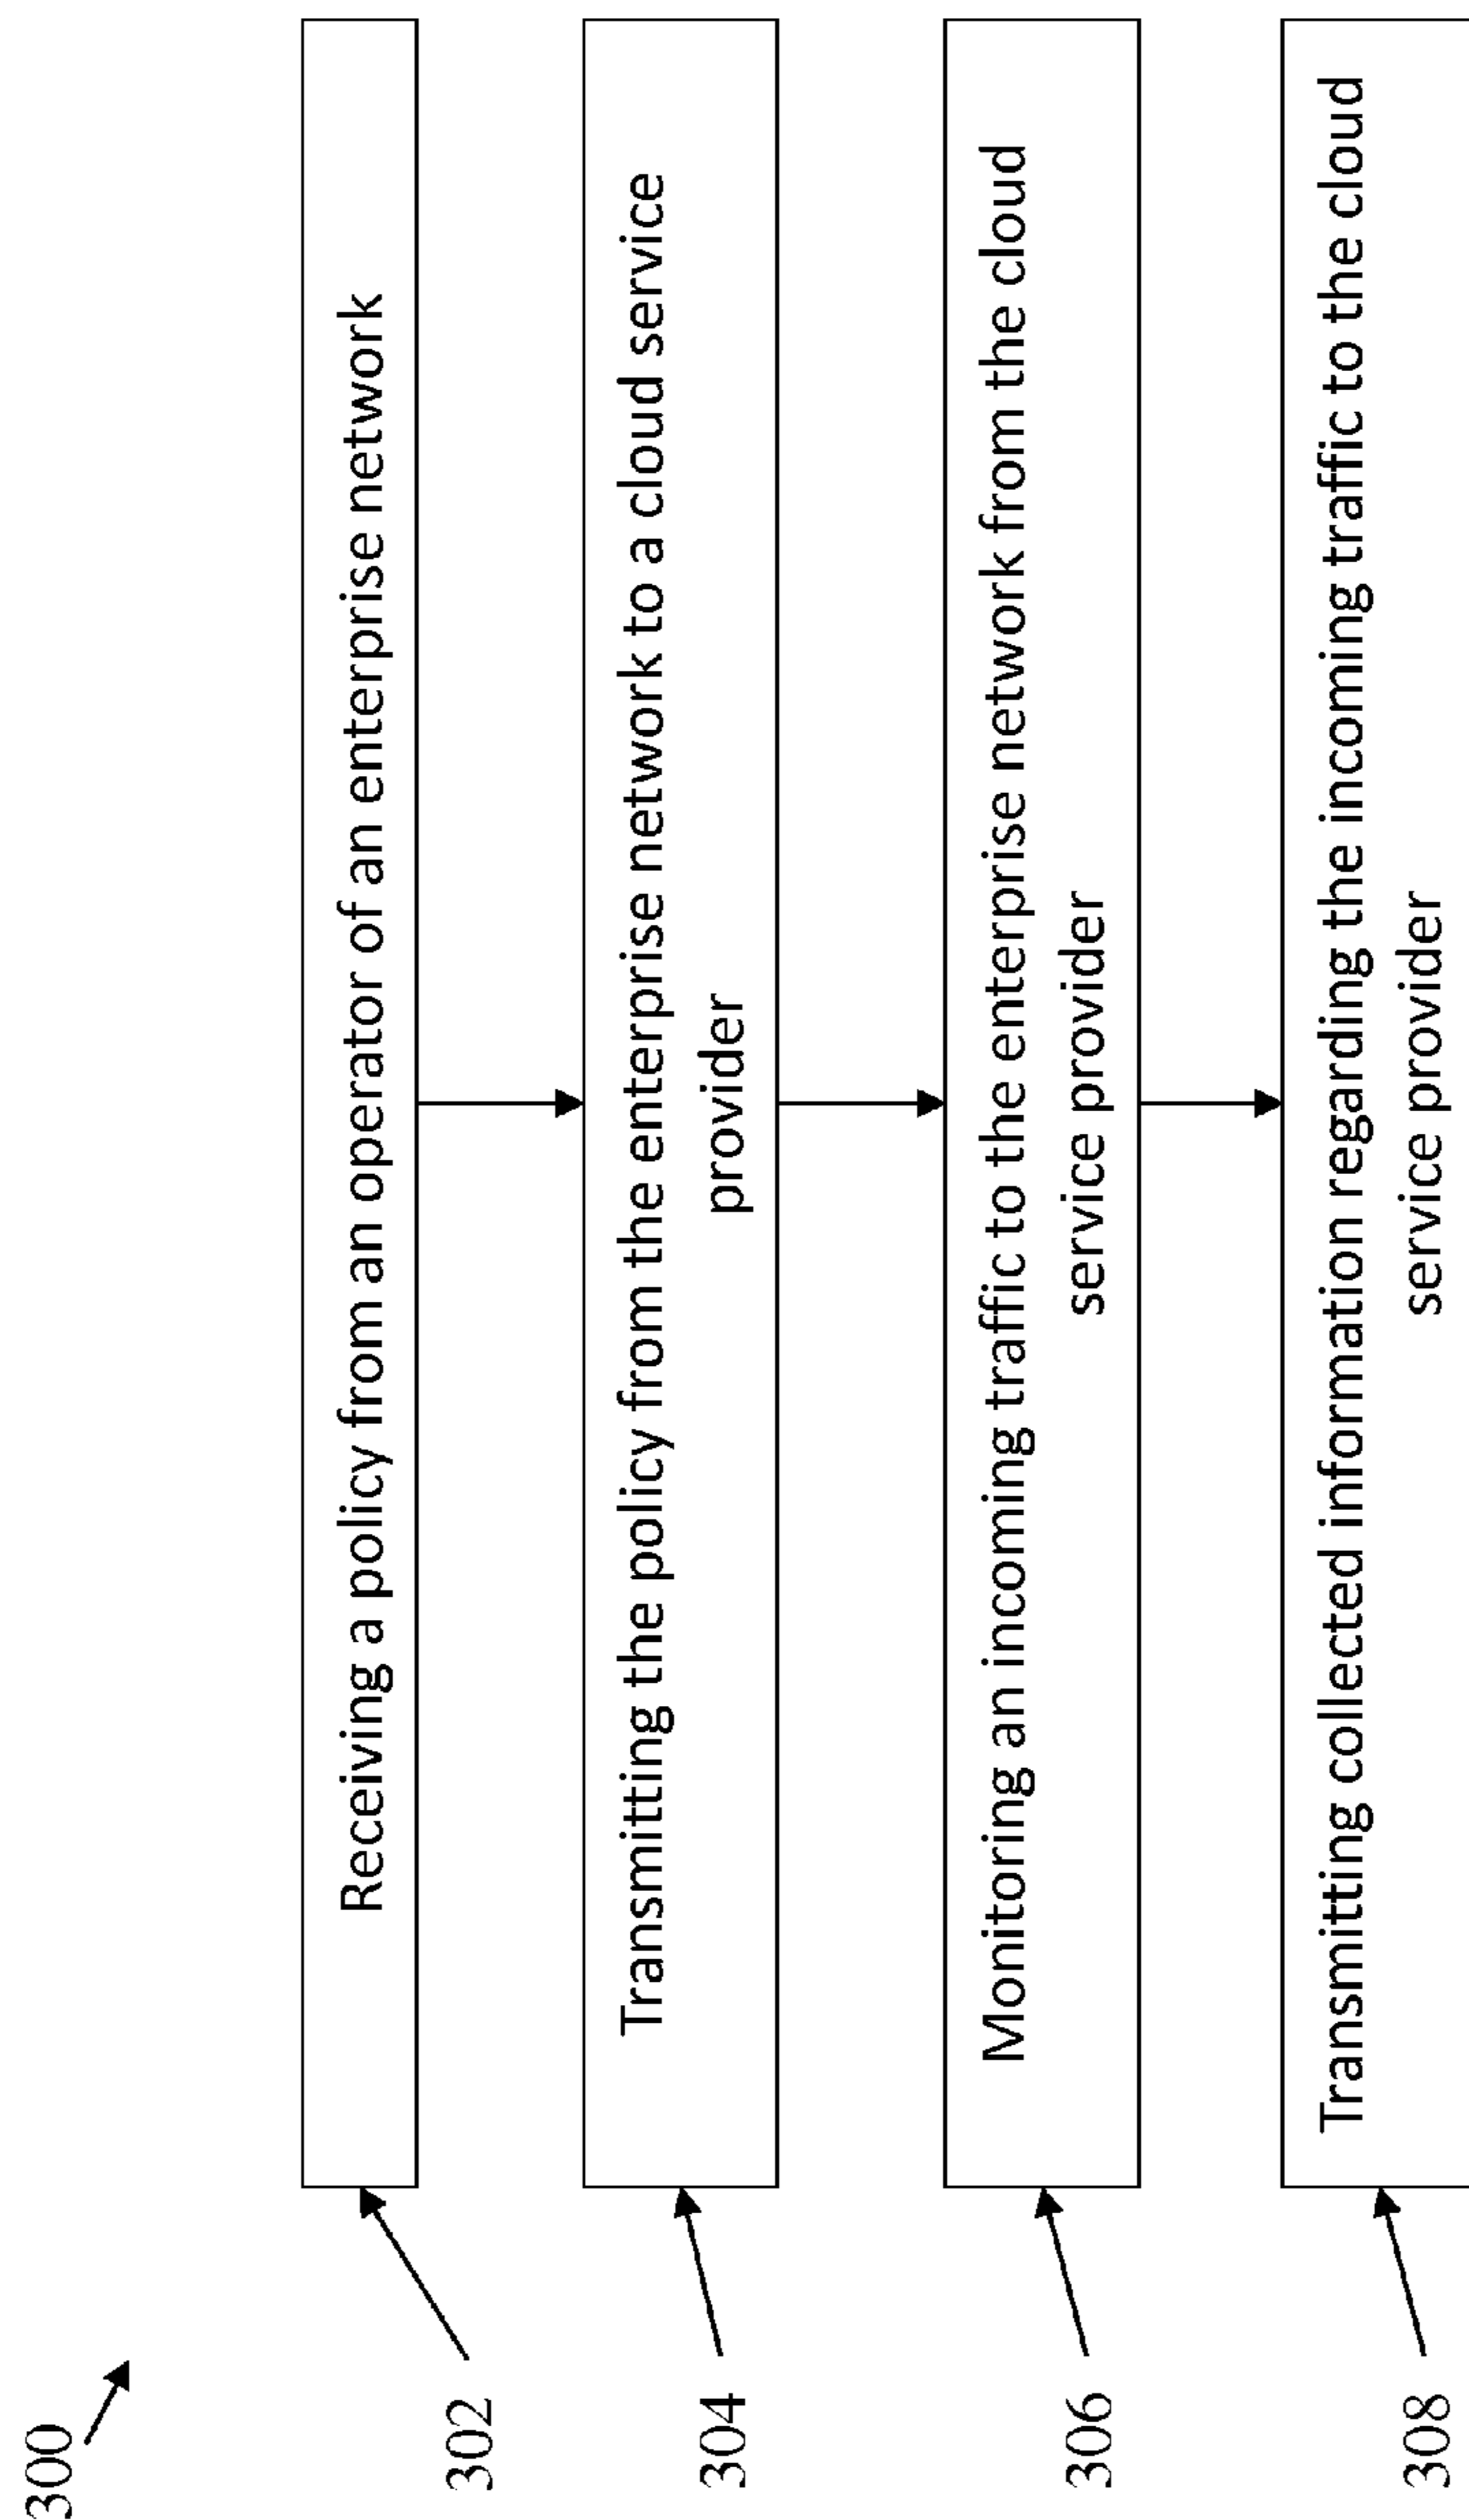 300
302
Receiving a policy from an operator of an enterprise network
304
Transmitting the policy from the enterprise network to a cloud service
provider
306
Monitoring an incoming traffic to the enterprise network from the cloud
service provider
308
Transmitting collected information regarding the incoming traffic to the cloud
service provider